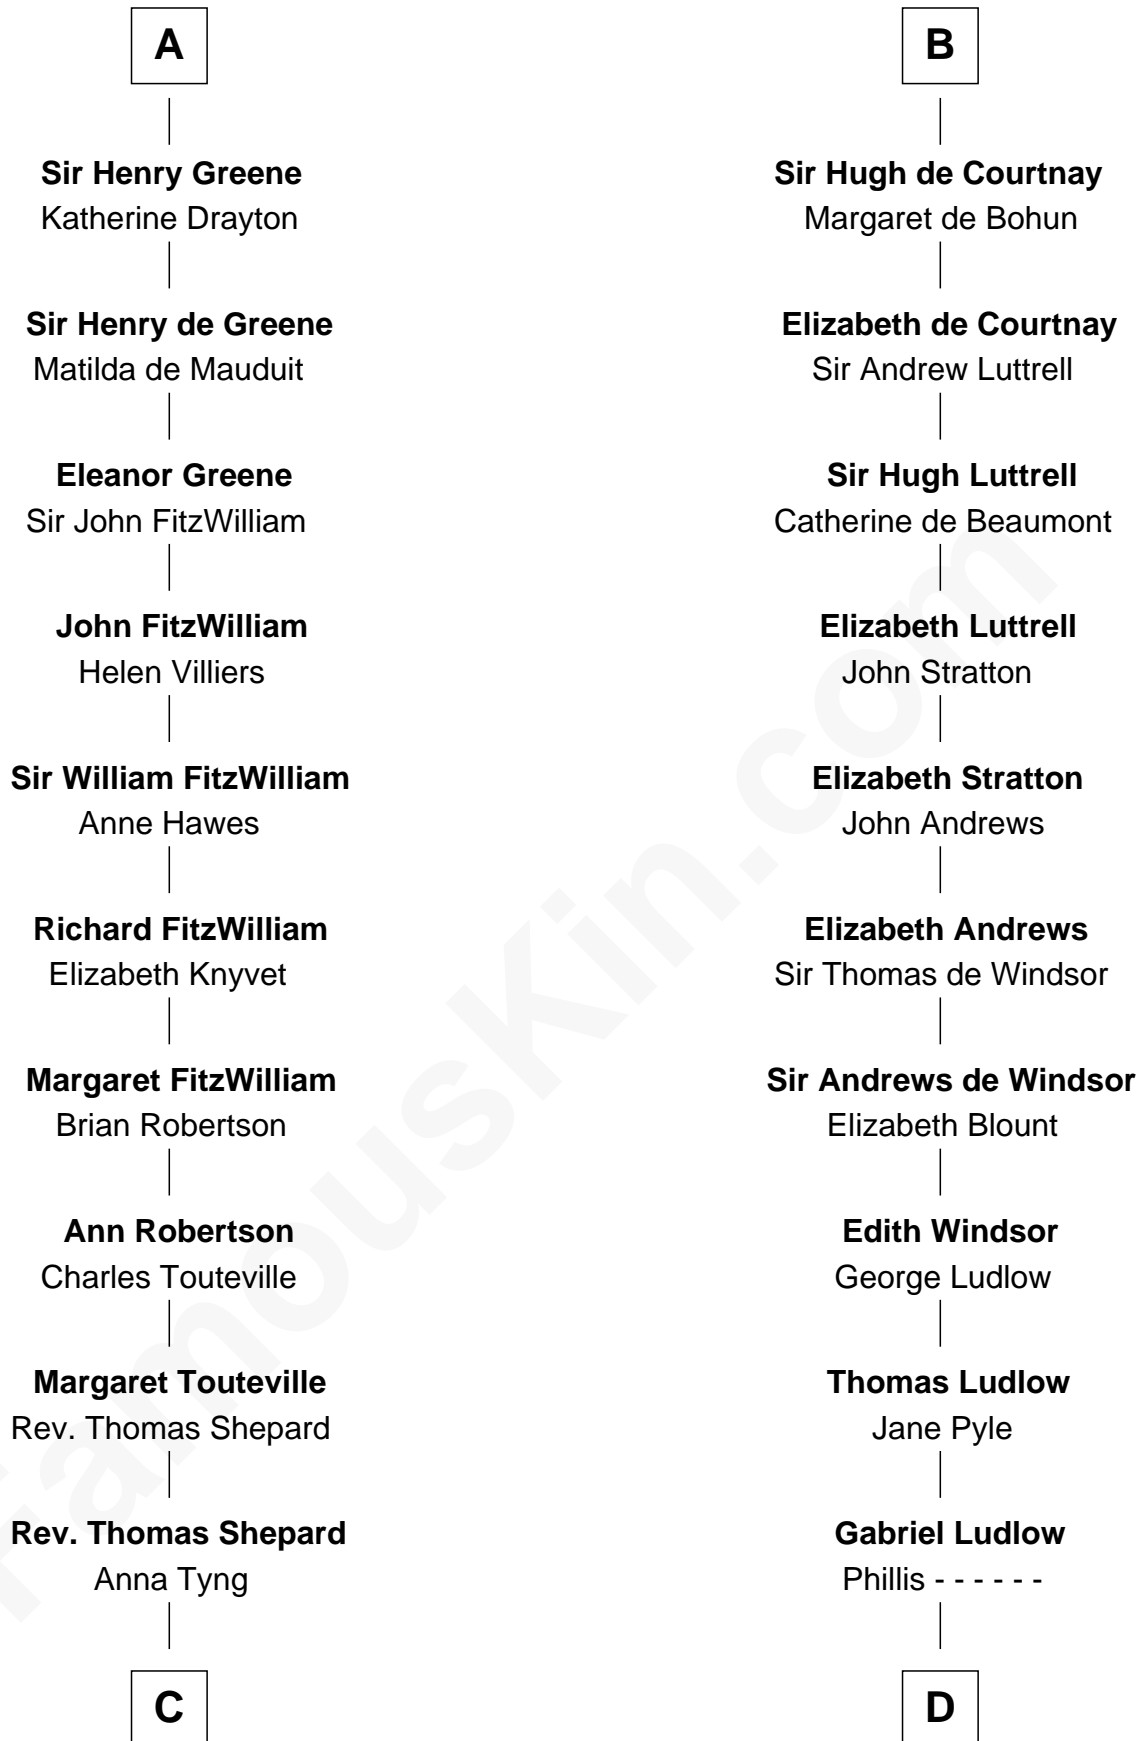 A
Sir Henry Greene
Katherine Drayton
Sir Henry de Greene
Matilda de Mauduit
Eleanor Greene
Sir John FitzWilliam
John FitzWilliam
Helen Villiers
Sir William FitzWilliam
Anne Hawes
Richard FitzWilliam
Elizabeth Knyvet
Margaret FitzWilliam
Brian Robertson
Ann Robertson
Charles Touteville
Margaret Touteville
Rev. Thomas Shepard
Rev. Thomas Shepard
Anna Tyng
C
B
Sir Hugh de Courtnay
Margaret de Bohun
Elizabeth de Courtnay
Sir Andrew Luttrell
Sir Hugh Luttrell
Catherine de Beaumont
Elizabeth Luttrell
John Stratton
Elizabeth Stratton
John Andrews
Elizabeth Andrews
Sir Thomas de Windsor
Sir Andrews de Windsor
Elizabeth Blount
Edith Windsor
George Ludlow
Thomas Ludlow
Jane Pyle
Gabriel Ludlow
Phillis - - - - - -
D
FamousKin.com